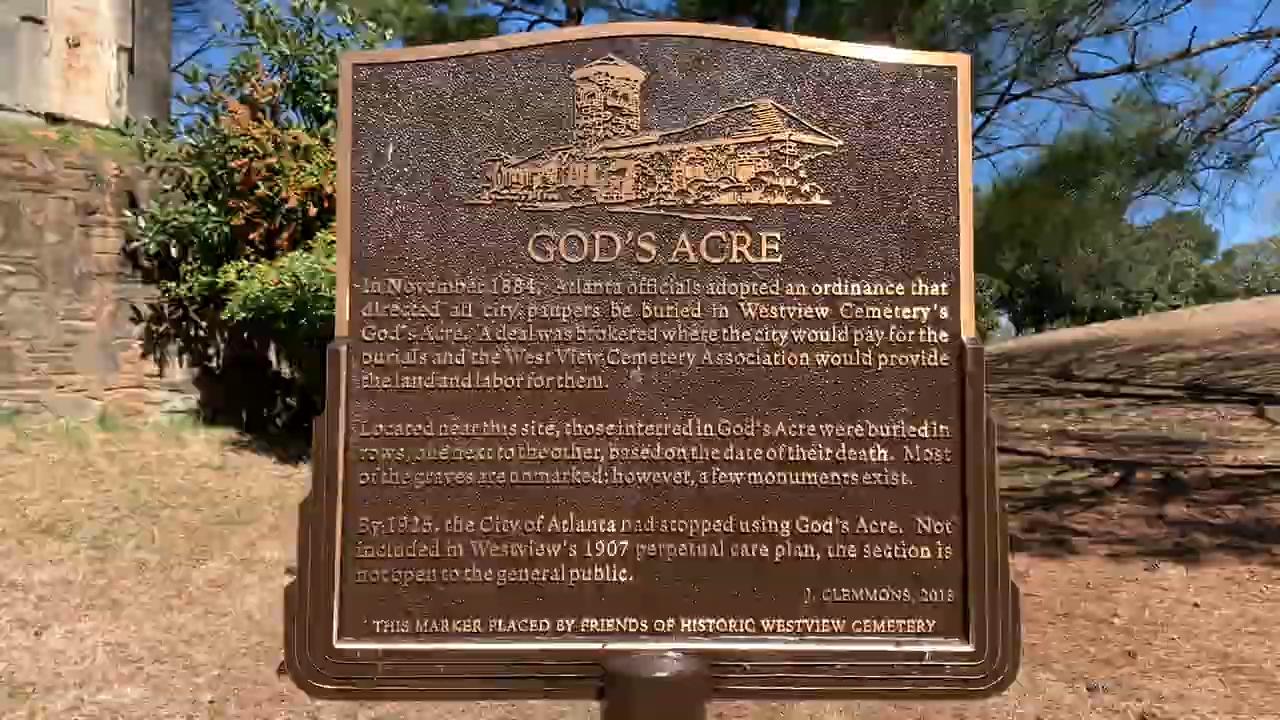 GOD'S ACRE
In November 1884, Atlanta officials adopted an ordinance that
directed all city paupers be buried in Westview Cemetery's
God's Acre. A deal was brokered where the city would pay for the
burials and the West View Cemetery Association would provide
the land and labor for them.
Located near this site, those interred in God's Acre were buried in
rows, one next to the other, based on the date of their death. Most
of the graves are unmarked; however, a few monuments exist.
By the City of Atlanta had stopped using God's Acre. Not
included in Westview's 1907 perpetual care plan, the section is
not open to the general public.
J. CLEMMONS, 2018
THIS MARKER PLACED BY FRIENDS OF HISTORIC WESTVIEW CEMETERY